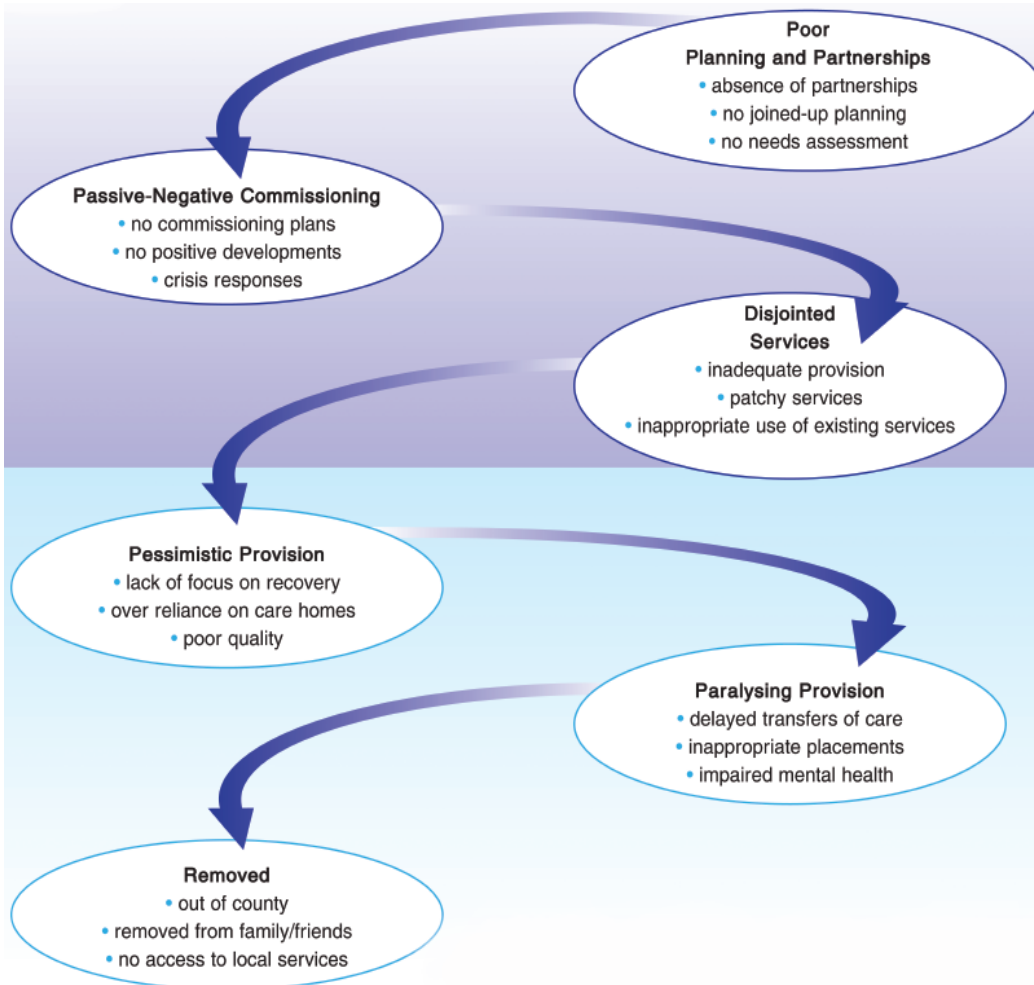 Poor
Planning and Partnerships
• absence of partnerships
• no joined-up planning
• no needs assessment
Passive-Negative Commissioning
• no commissioning plans
• no positive developments
• crisis responses
Disjointed
Services
• inadequate provision
• patchy services
• inappropriate use of existing services
Pessimistic Provision
• lack of focus on recovery
• over reliance on care homes
• poor quality
Paralysing Provision
• delayed transfers of care
• inappropriate placements
• impaired mental health
Removed
• out of county
• removed from family/friends
• no access to local services